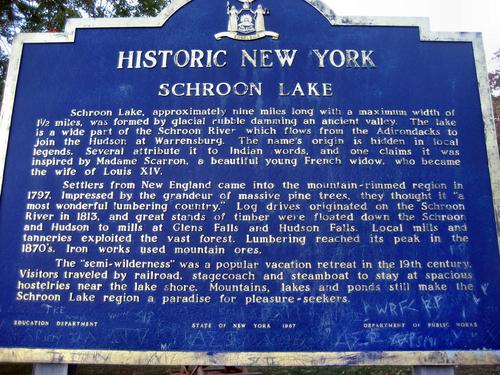 HISTORIC NEW YORK
SCHROON LAKE
Schroon Lake, approximately nine miles long with a maximum width of
1½ miles, was formed by glacial rubble damming an ancient valley. The lake
is a wide part of the Schroon River which flows from the Adirondacks to
join the Hudson at Warrensburg. The name's origin is hidden in local
legends. Several attribute it to Indian words, and one claims it was
inspired by Madame Scarron, a beautiful young French widow, who became
the wife of Louis XIV.
Settlers from New England came into the mountain-rimmed region in
1797. Impressed by the grandeur of massive pine trees, they thought it "a
most wonderful lumbering country." Log drives originated on the Schroon
River in 1813, and great stands of timber were floated down the Schroon
and Hudson to mills at Glens Falls and Hudson Falls. Local mills and
tanneries exploited the vast forest. Lumbering reached its peak in the
1870's. Iron works used mountain ores.
The "semi-wilderness" was a popular vacation retreat in the 19th century.
Visitors traveled by railroad, stagecoach and steamboat to stay at spacious
hostelries near the lake shore. Mountains, lakes and ponds still make the
Schroon Lake region a paradise for pleasure-seekers.
EDUCATION DEPARTMENT STATE OF NEW YORK 1967 DEPARTMENT OF PUBLIC WORKS